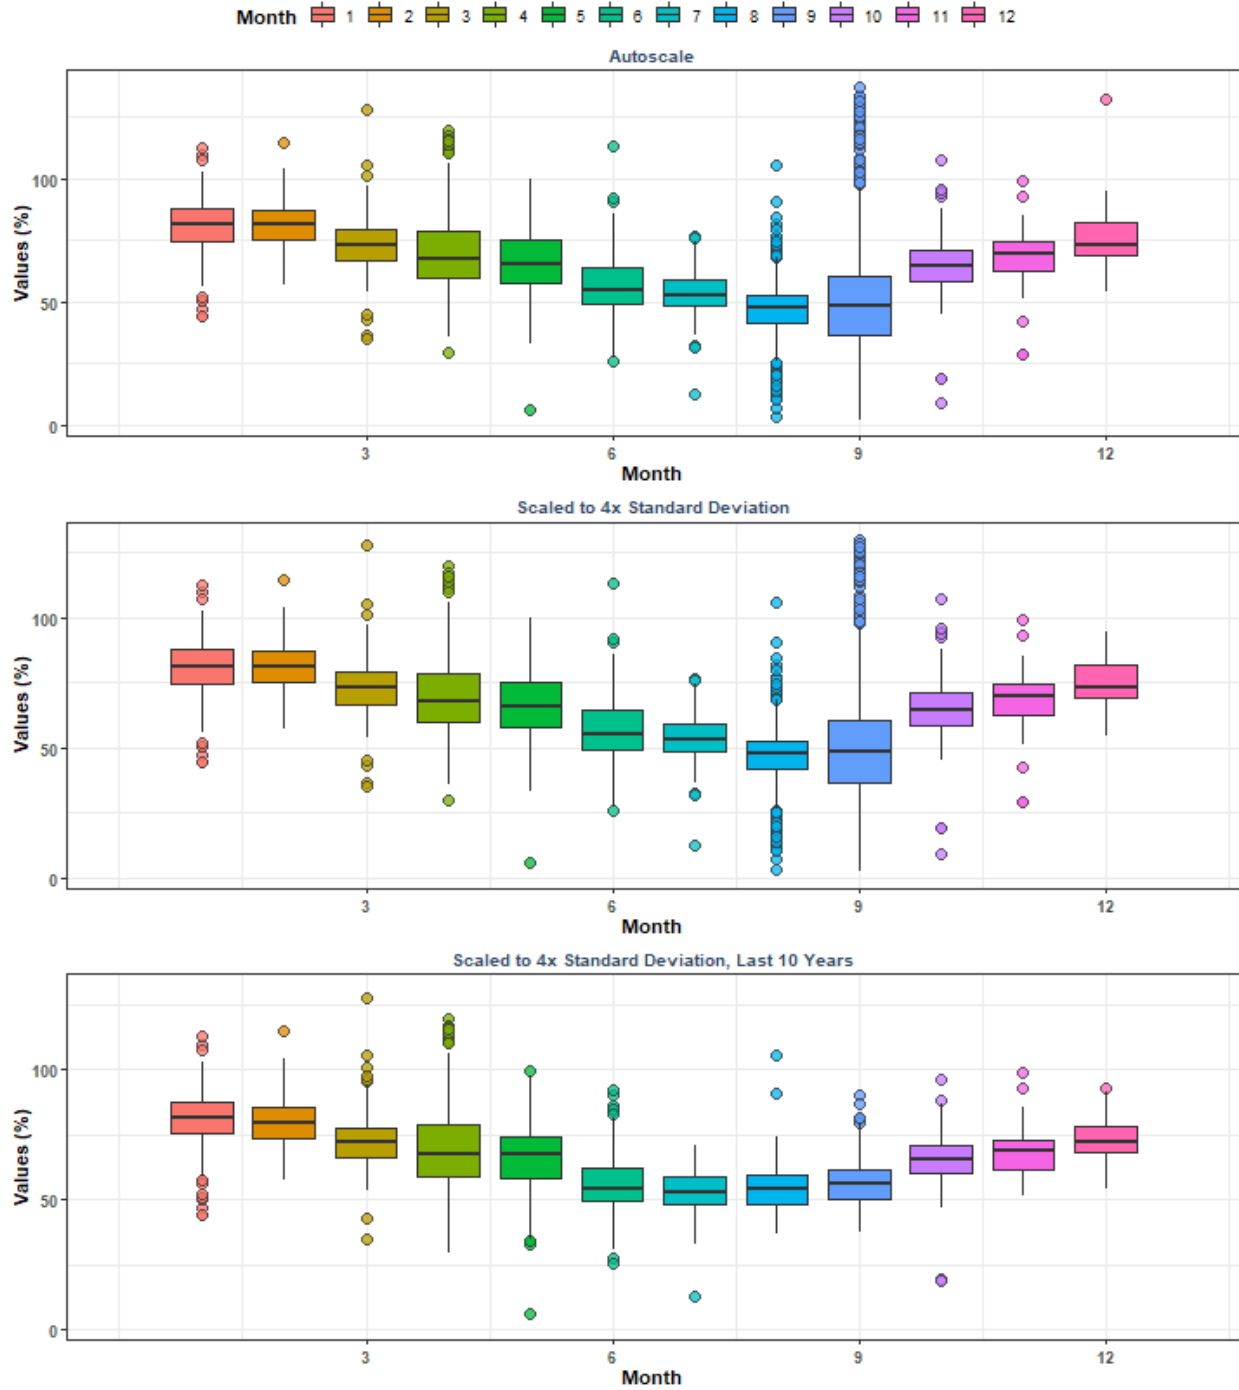 Month 1 2 3 4 5 6 7 8 9 10 11 12
Autoscale
Values (%)
100
50
0
3 6 9 12
Month
Scaled to 4x Standard Deviation
Values (%)
100
50
0
3 6 9 12
Month
Scaled to 4x Standard Deviation, Last 10 Years
Values (%)
100
50
0
3 6 9 12
Month